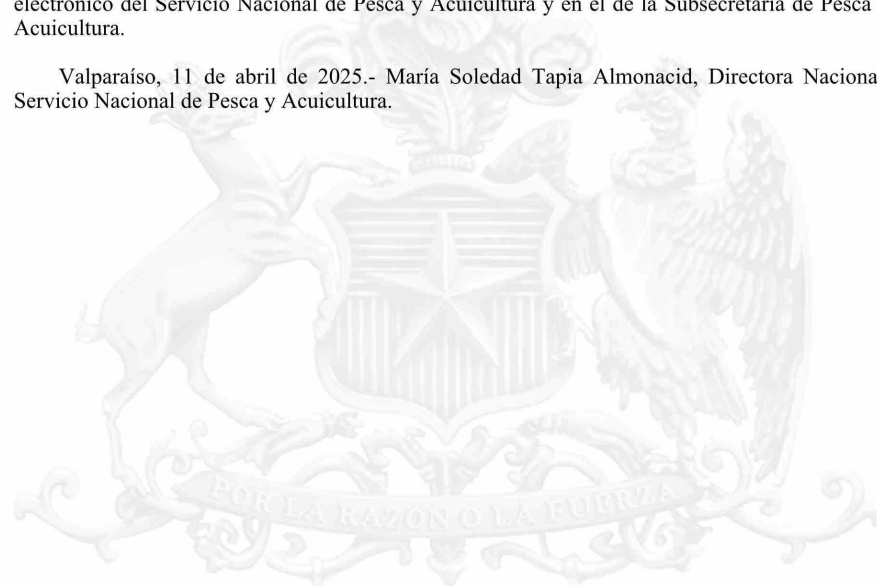 electrónico del Servicio Nacional de Pesca y Acuicultura y en el de la Subsecretaría de Pesca
Acuicultura.
Valparaíso, 11 de abril de 2025.- María Soledad Tapia Almonacid, Directora Naciona
Servicio Nacional de Pesca y Acuicultura.
POR LA RAZÓN O LA FUERZA